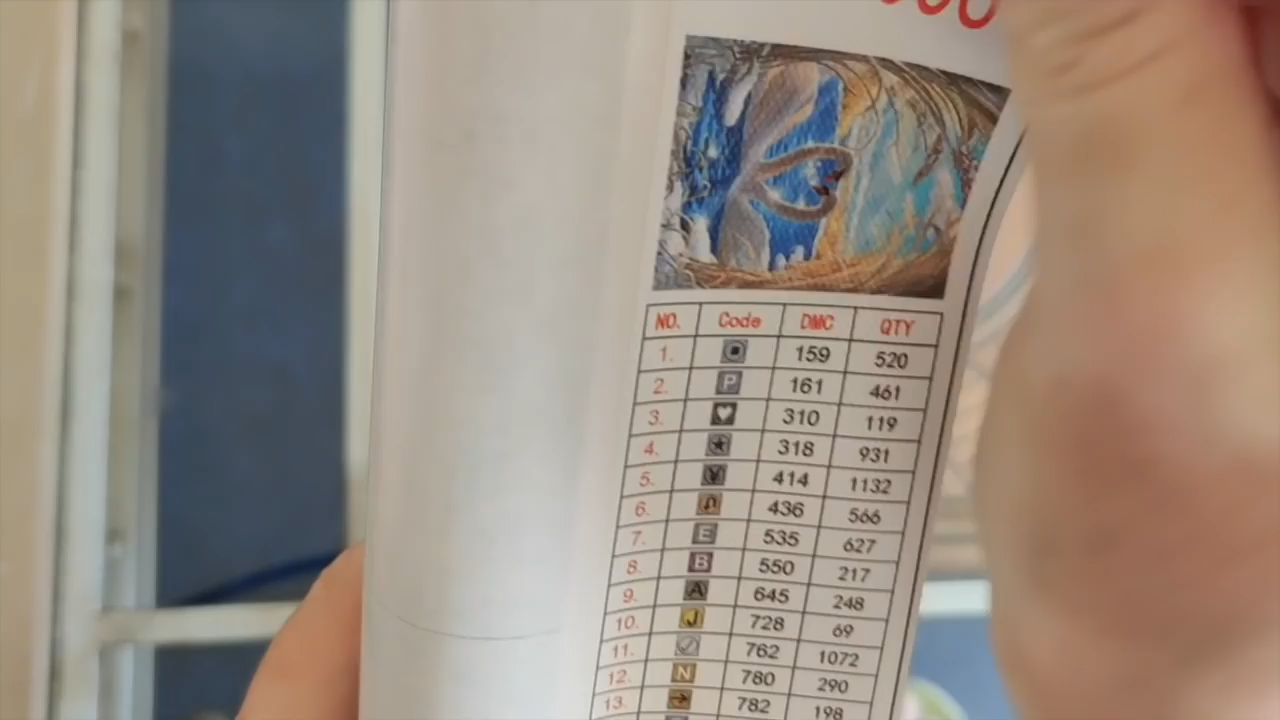 NO. Code DMC QTY
1. 159 520
2. P 161 461
3. ♥ 310 119
4. ★ 318 931
5. ¥ 414 1132
6. 436 566
7. E 535 627
8. B 550 217
9. A 645 248
10. J 728 69
11. ✓ 762 1072
12. N 780 290
13. → 782 198